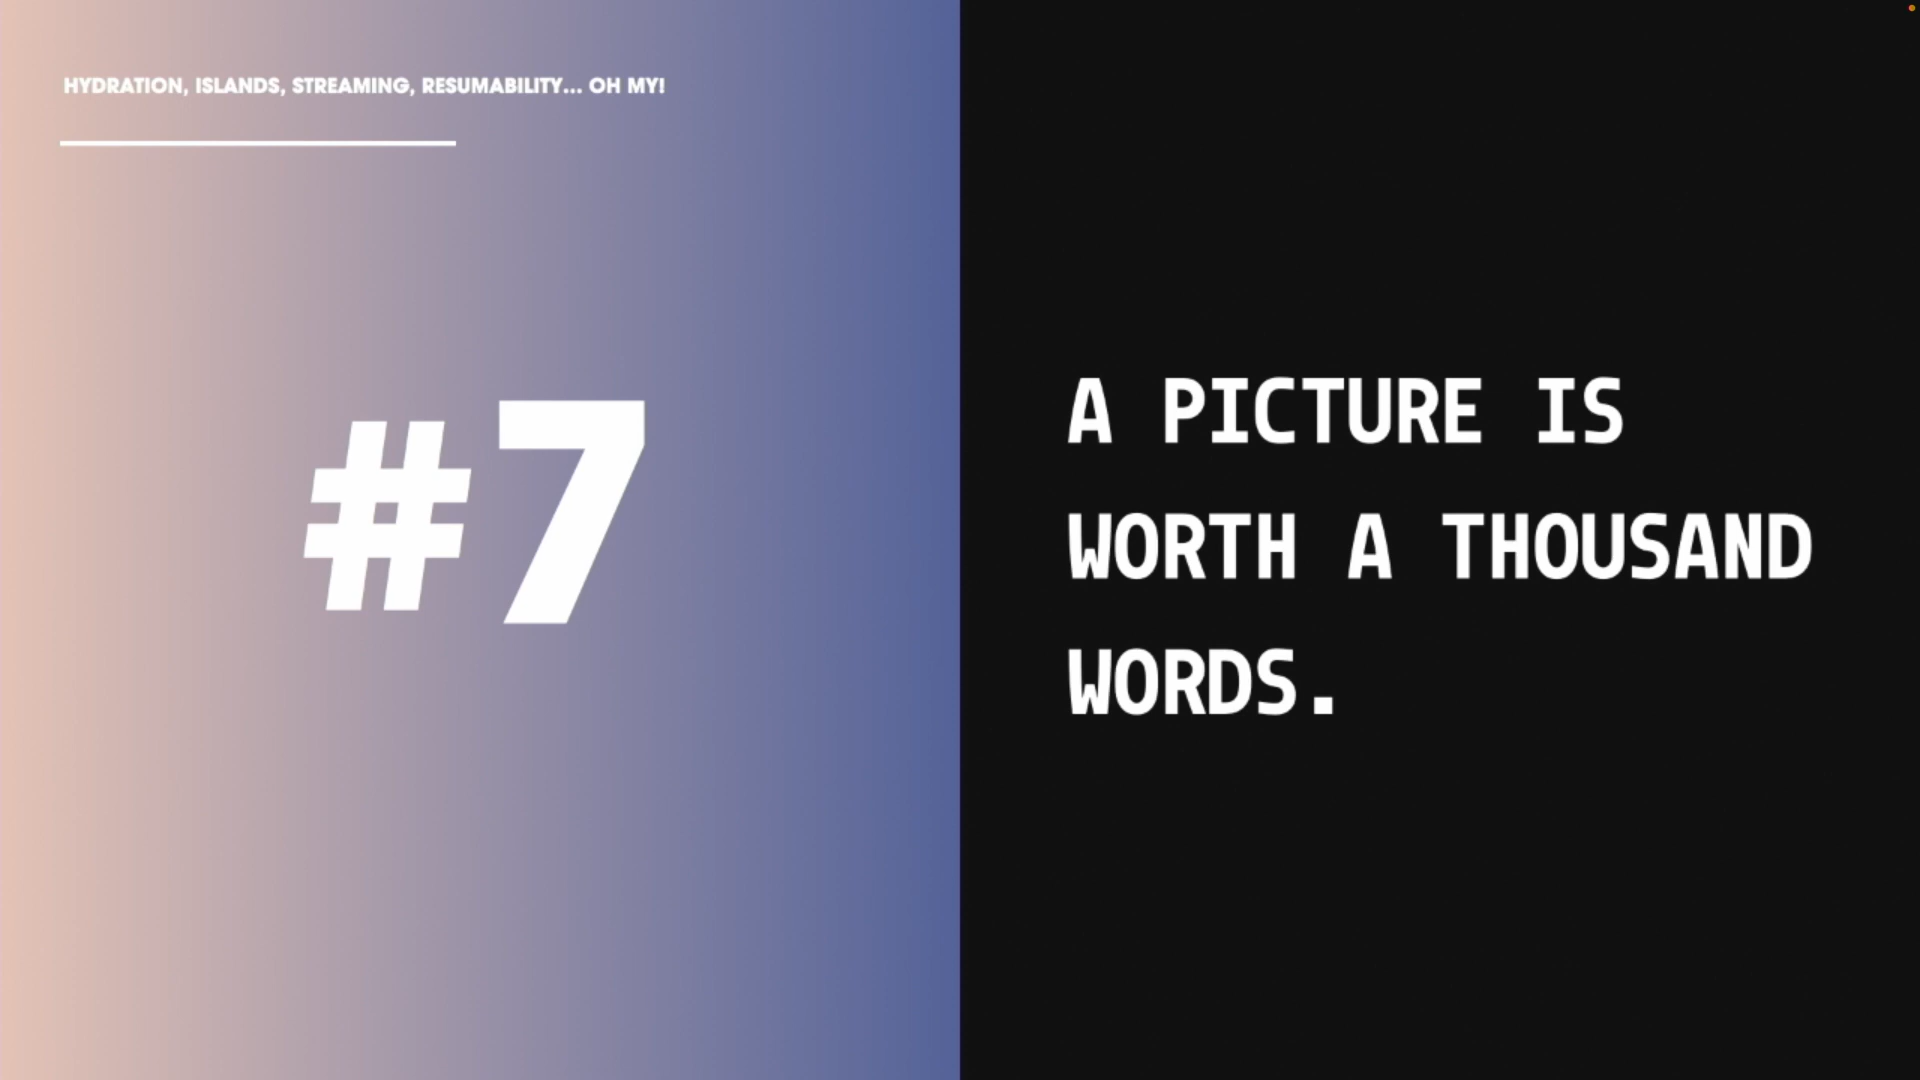 HYDRATION, ISLANDS, STREAMING, RESUMABILITY... OH MY!
#7
A PICTURE IS
WORTH A THOUSAND
WORDS.